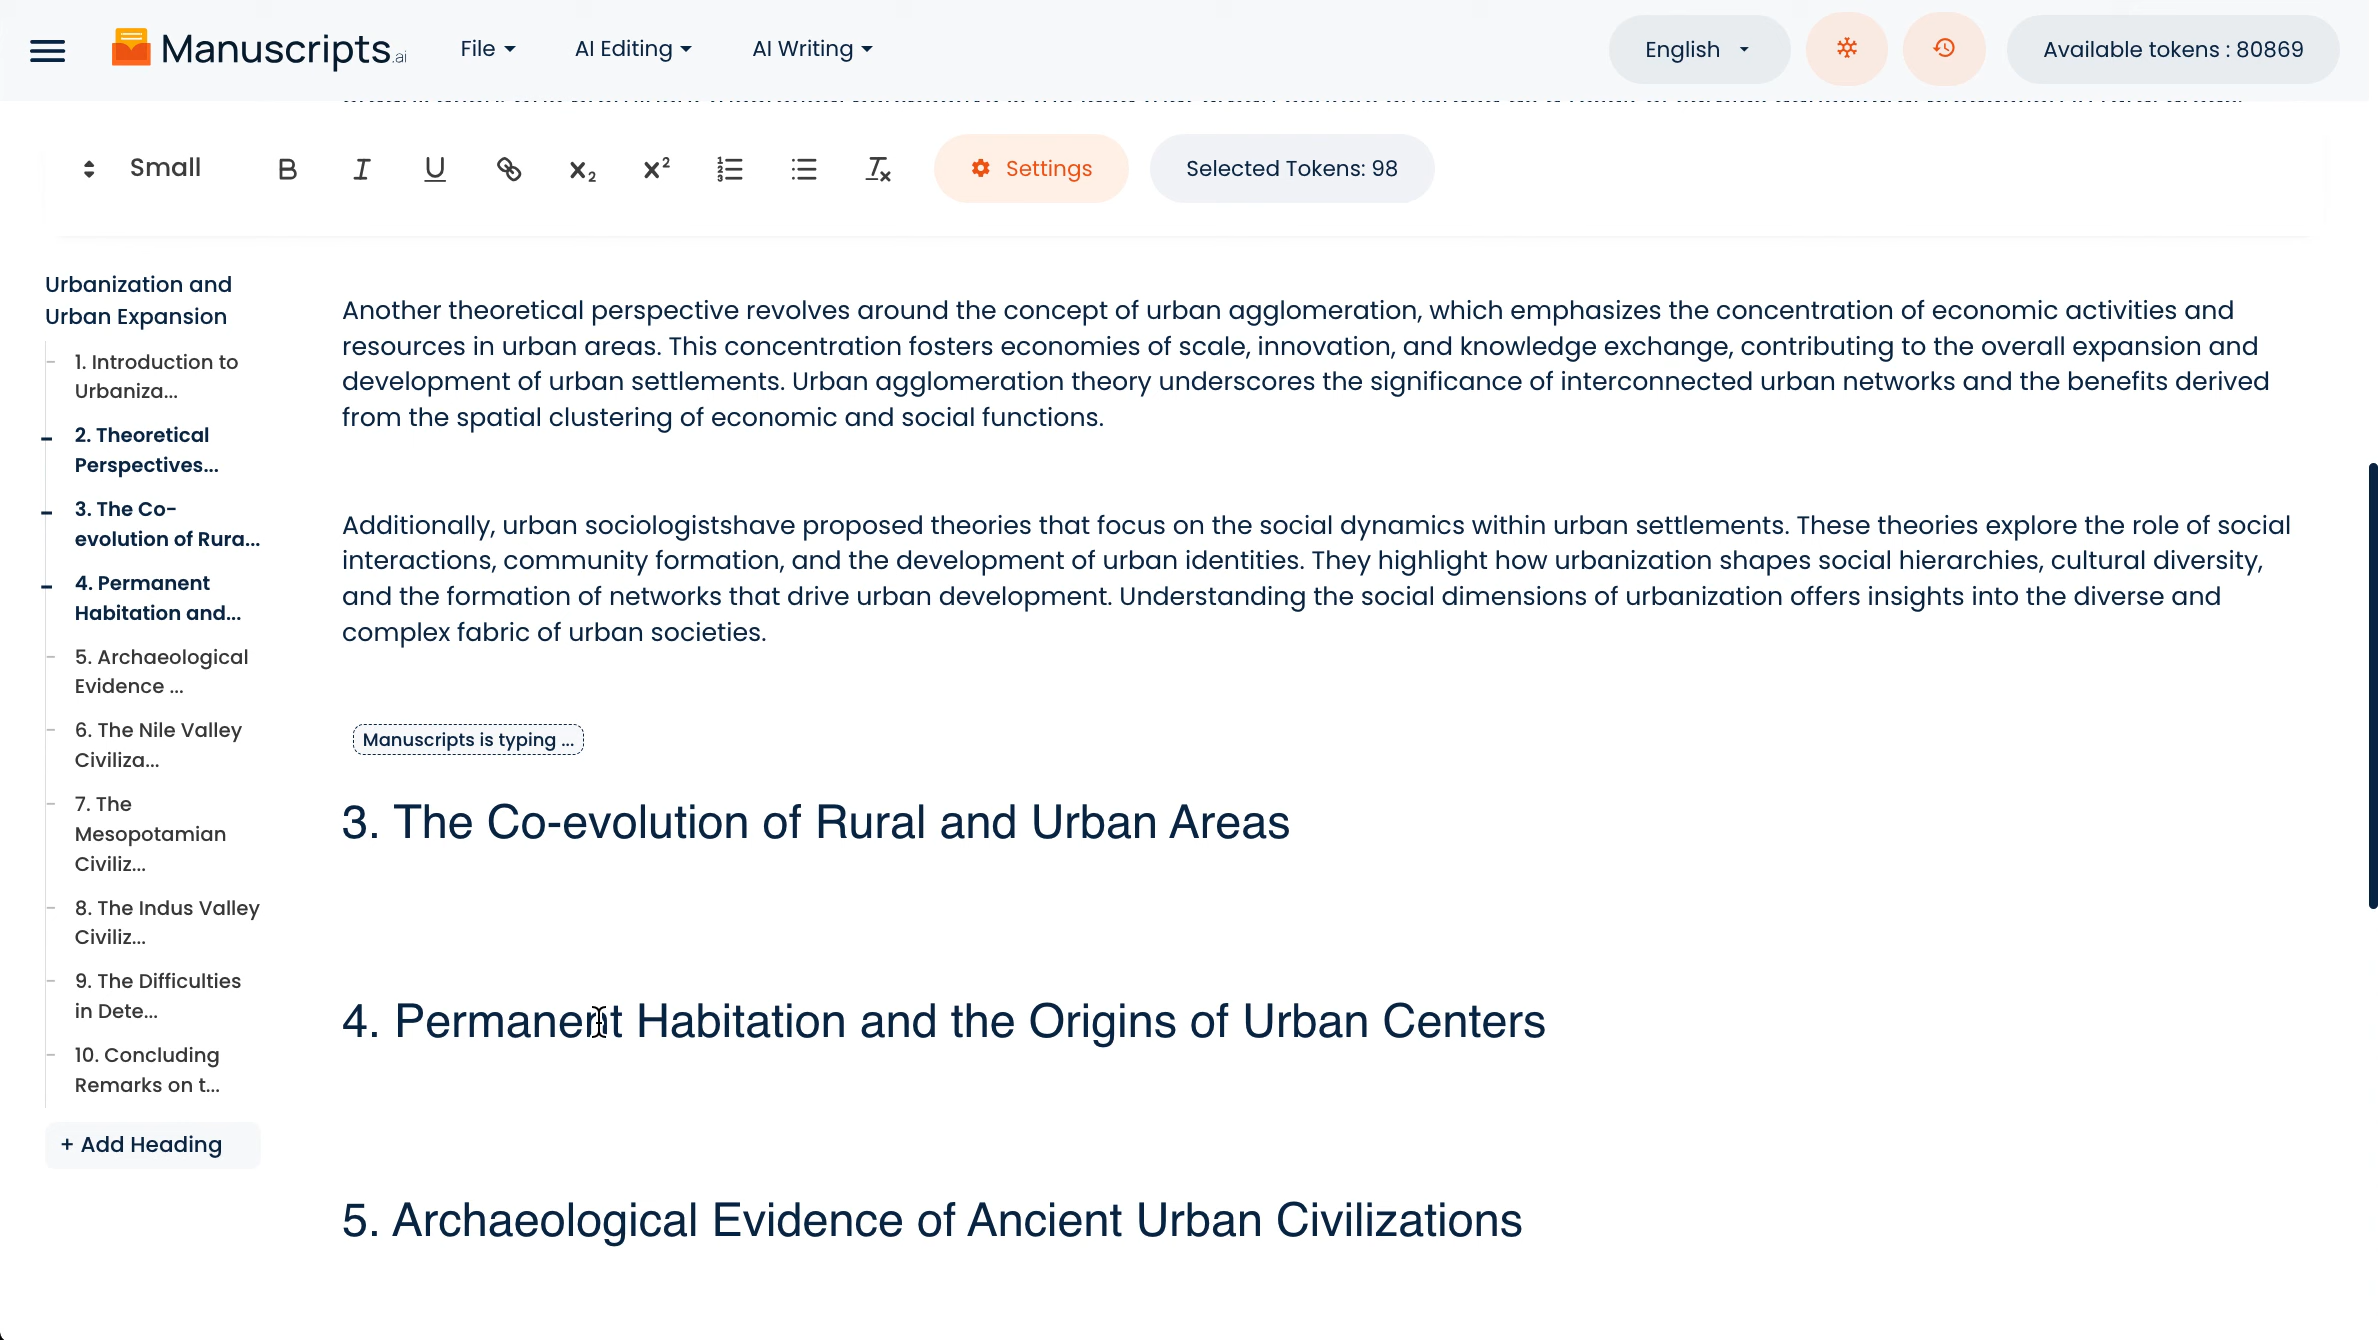 Manuscripts.ai
File
AI Editing
AI Writing
English
Available tokens : 80869
Small
B
I
U
X2
X2
Tx
Settings
Selected Tokens: 98
Urbanization and
Urban Expansion
1. Introduction to
Urbaniza...
2. Theoretical
Perspectives...
3. The Co-
evolution of Rura...
4. Permanent
Habitation and...
5. Archaeological
Evidence ...
6. The Nile Valley
Civiliza...
7. The
Mesopotamian
Civiliz...
8. The Indus Valley
Civiliz...
9. The Difficulties
in Dete...
10. Concluding
Remarks on t...
+ Add Heading
Another theoretical perspective revolves around the concept of urban agglomeration, which emphasizes the concentration of economic activities and
resources in urban areas. This concentration fosters economies of scale, innovation, and knowledge exchange, contributing to the overall expansion and
development of urban settlements. Urban agglomeration theory underscores the significance of interconnected urban networks and the benefits derived
from the spatial clustering of economic and social functions.
Additionally, urban sociologistshave proposed theories that focus on the social dynamics within urban settlements. These theories explore the role of social
interactions, community formation, and the development of urban identities. They highlight how urbanization shapes social hierarchies, cultural diversity,
and the formation of networks that drive urban development. Understanding the social dimensions of urbanization offers insights into the diverse and
complex fabric of urban societies.
Manuscripts is typing ...
3. The Co-evolution of Rural and Urban Areas
4. Permanent Habitation and the Origins of Urban Centers
5. Archaeological Evidence of Ancient Urban Civilizations